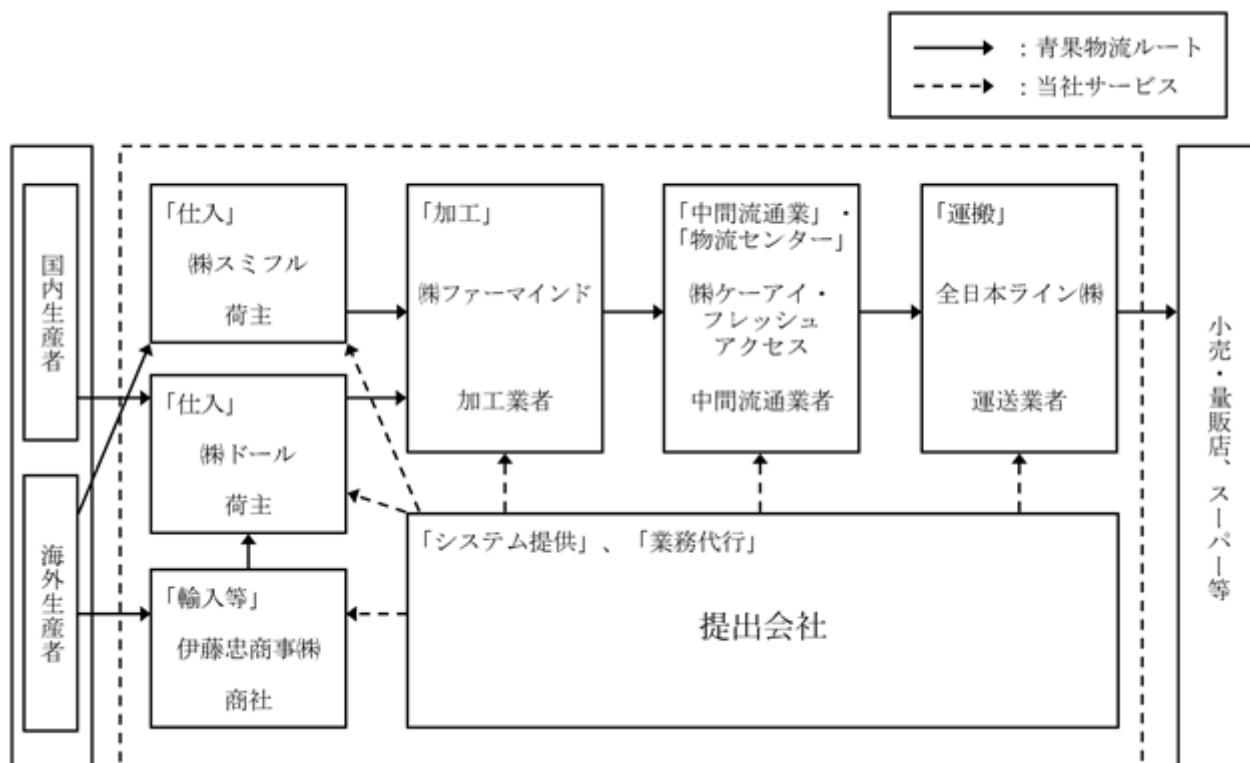 ：青果物流ルート
：当社サービス
国内生産者
海外生産者
「仕入」
㈱スミフル
荷主
「仕入」
㈱ドール
荷主
「輸入等」
伊藤忠商事㈱
商社
「加工」
㈱ファーマインド
加工業者
「中間流通業」・
「物流センター」
㈱ケーアイ・
フレッシュ
アクセス
中間流通業者
「運搬」
全日本ライン㈱
運送業者
「システム提供」、「業務代行」
提出会社
小売・量販店、スーパー等